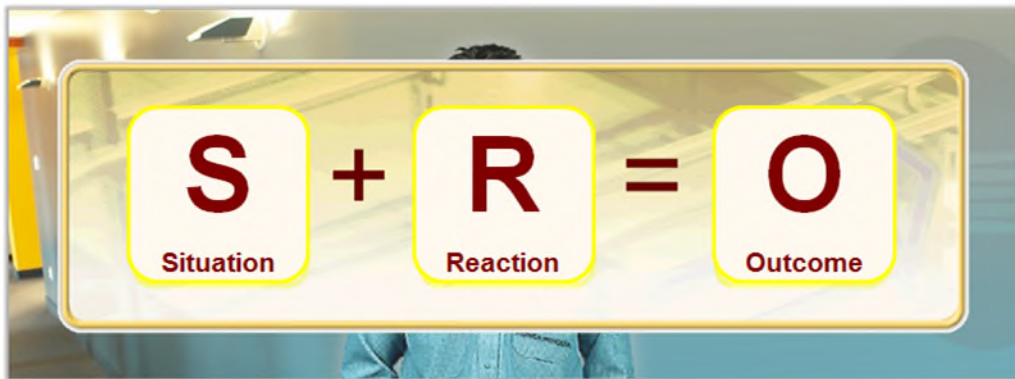 S + R = O
Situation Reaction Outcome